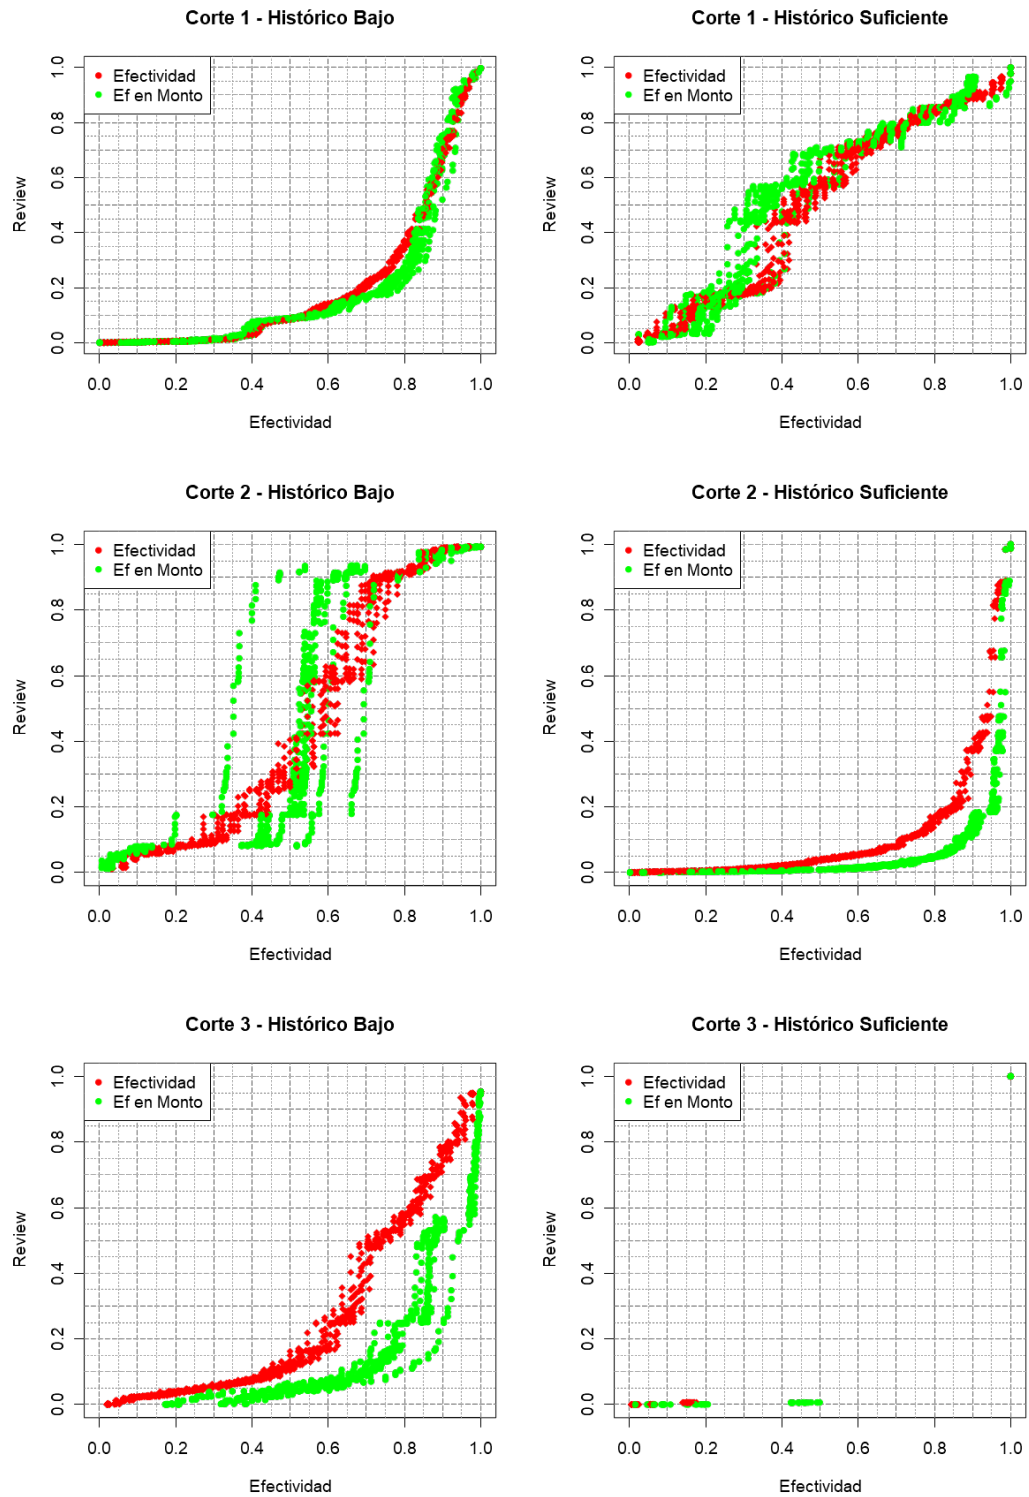 Corte 1 - Histórico Bajo
Efectividad
Ef en Monto
Review
0.0 0.2 0.4 0.6 0.8 1.0
0.0 0.2 0.4 0.6 0.8 1.0
Efectividad
Corte 1 - Histórico Suficiente
Efectividad
Ef en Monto
Review
0.0 0.2 0.4 0.6 0.8 1.0
0.0 0.2 0.4 0.6 0.8 1.0
Efectividad
Corte 2 - Histórico Bajo
Efectividad
Ef en Monto
Review
0.0 0.2 0.4 0.6 0.8 1.0
0.0 0.2 0.4 0.6 0.8 1.0
Efectividad
Corte 2 - Histórico Suficiente
Efectividad
Ef en Monto
Review
0.0 0.2 0.4 0.6 0.8 1.0
0.0 0.2 0.4 0.6 0.8 1.0
Efectividad
Corte 3 - Histórico Bajo
Efectividad
Ef en Monto
Review
0.0 0.2 0.4 0.6 0.8 1.0
0.0 0.2 0.4 0.6 0.8 1.0
Efectividad
Corte 3 - Histórico Suficiente
Efectividad
Ef en Monto
Review
0.0 0.2 0.4 0.6 0.8 1.0
0.0 0.2 0.4 0.6 0.8 1.0
Efectividad